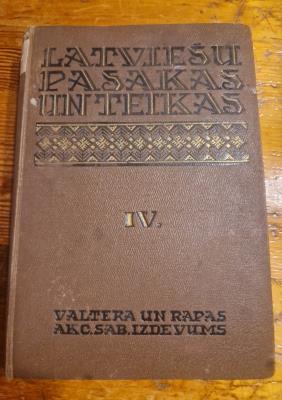 LATVIEŠU
PASAKAS
UN TEIKAS
IV.
VALTERA UN RAPAS
AKC. SAB. IZDEVUMS